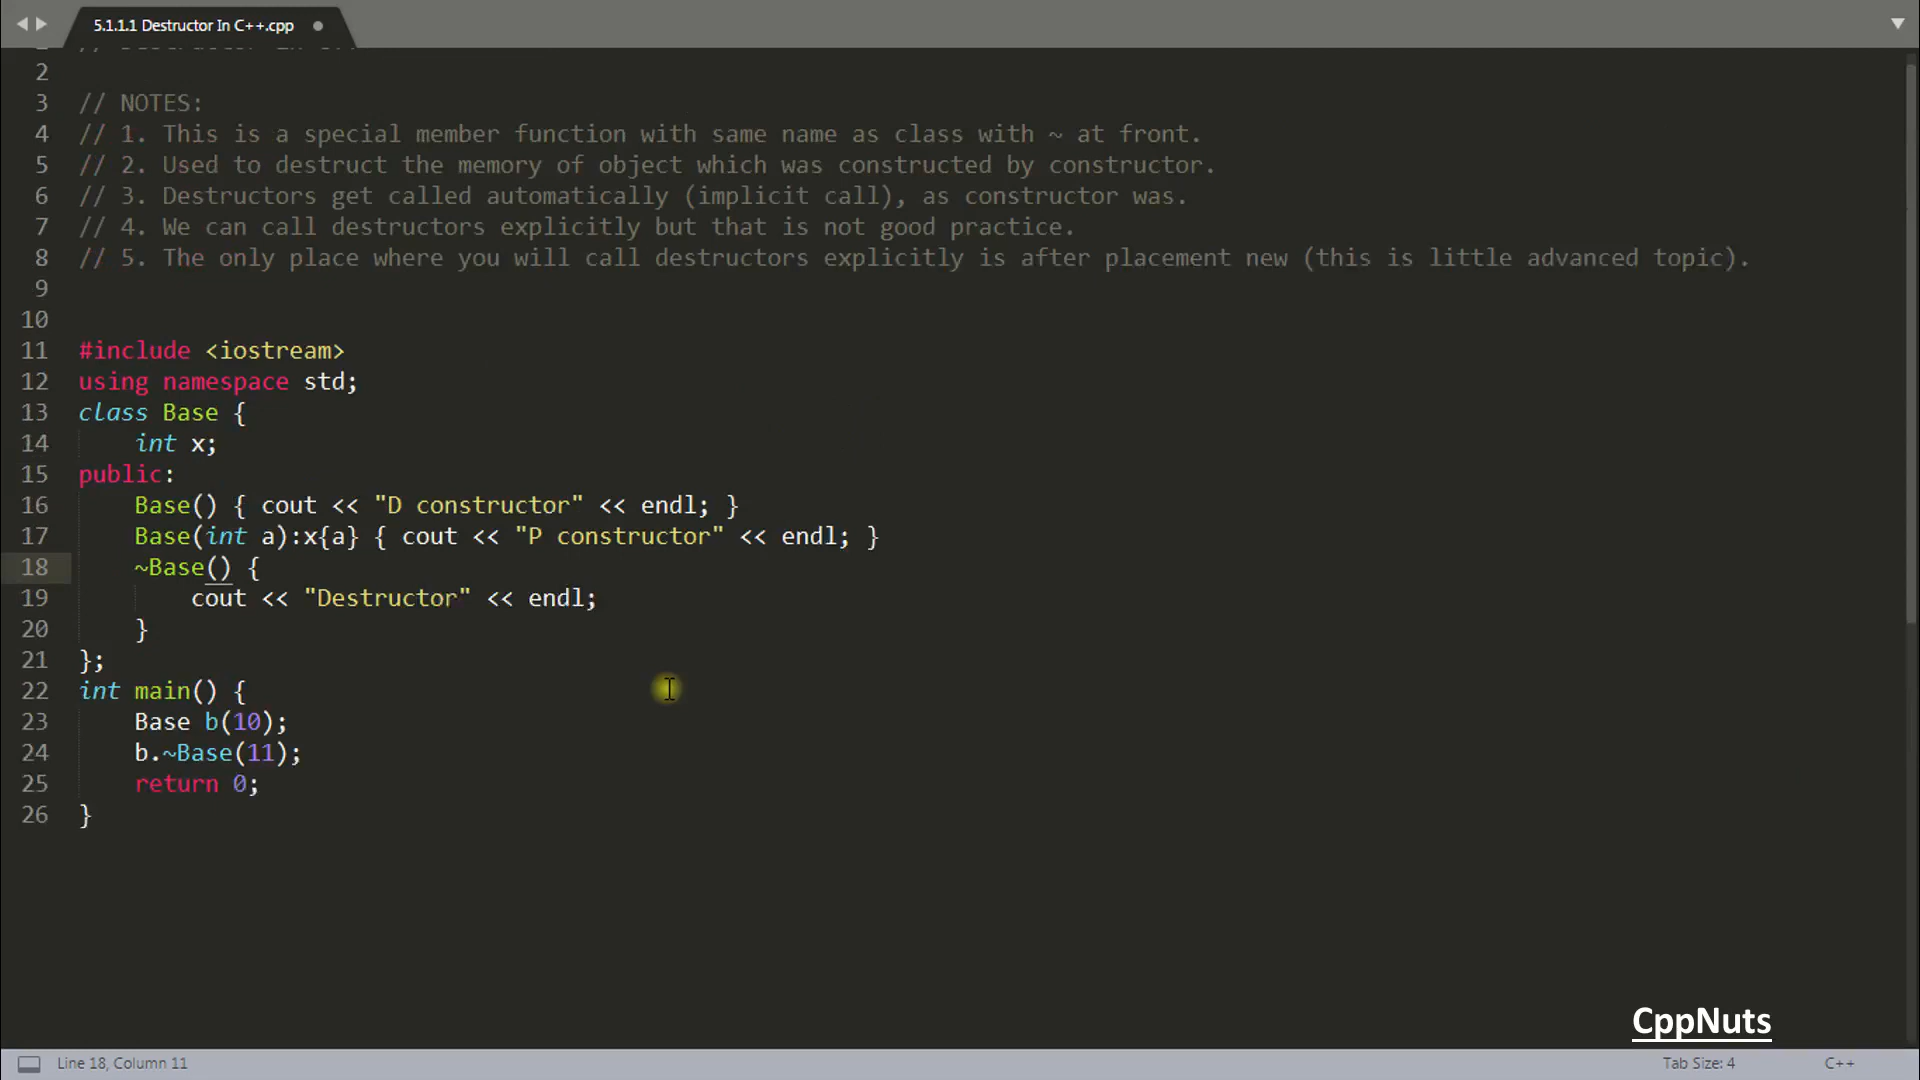 5.1.1.1 Destructor In C++.cpp
2
3 // NOTES:
4 // 1. This is a special member function with same name as class with ~ at front.
5 // 2. Used to destruct the memory of object which was constructed by constructor.
6 // 3. Destructors get called automatically (implicit call), as constructor was.
7 // 4. We can call destructors explicitly but that is not good practice.
8 // 5. The only place where you will call destructors explicitly is after placement new (this is little advanced topic).
9
10
11 #include <iostream>
12 using namespace std;
13 class Base {
14     int x;
15 public:
16     Base() { cout << "D constructor" << endl; }
17     Base(int a):x{a} { cout << "P constructor" << endl; }
18     ~Base() {
19         cout << "Destructor" << endl;
20     }
21 };
22 int main() {
23     Base b(10);
24     b.~Base(11);
25     return 0;
26 }
CppNuts
Line 18, Column 11
Tab Size: 4
C++